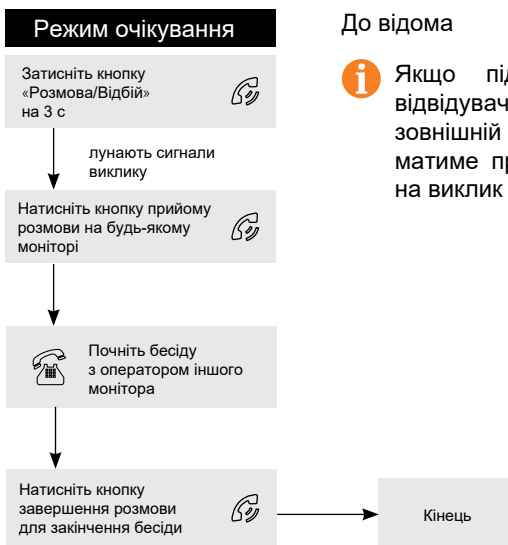 Режим очікування
Затисніть кнопку
«Розмова/Відбій»
на 3 с
лунають сигнали
виклику
Натисніть кнопку прийому
розмови на будь-якому
моніторі
Почніть бесіду
з оператором іншого
монітора
Натисніть кнопку
завершення розмови
для закінчення бесіди
Кінець
До відома
Якщо
зовнішній
матиме
на виклик